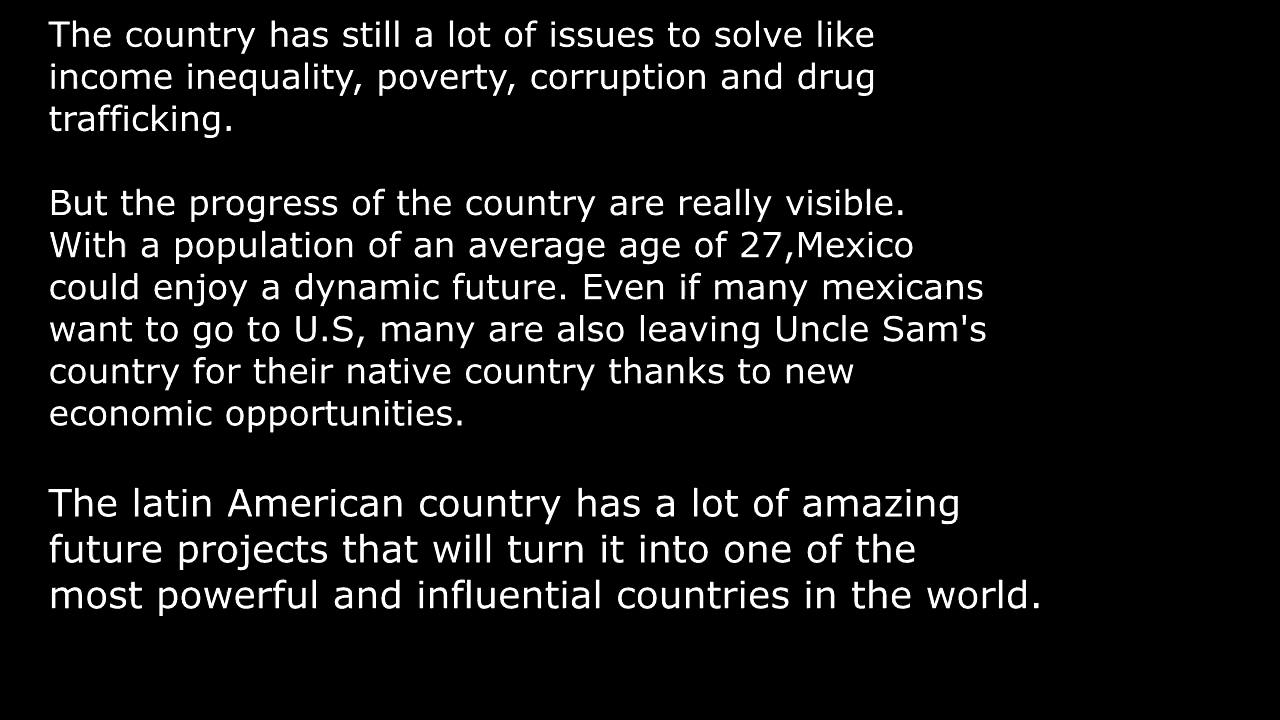 The country has still a lot of issues to solve like
income inequality, poverty, corruption and drug
trafficking.
But the progress of the country are really visible.
With a population of an average age of 27,Mexico
could enjoy a dynamic future. Even if many mexicans
want to go to U.S, many are also leaving Uncle Sam's
country for their native country thanks to new
economic opportunities.
The latin American country has a lot of amazing
future projects that will turn it into one of the
most powerful and influential countries in the world.